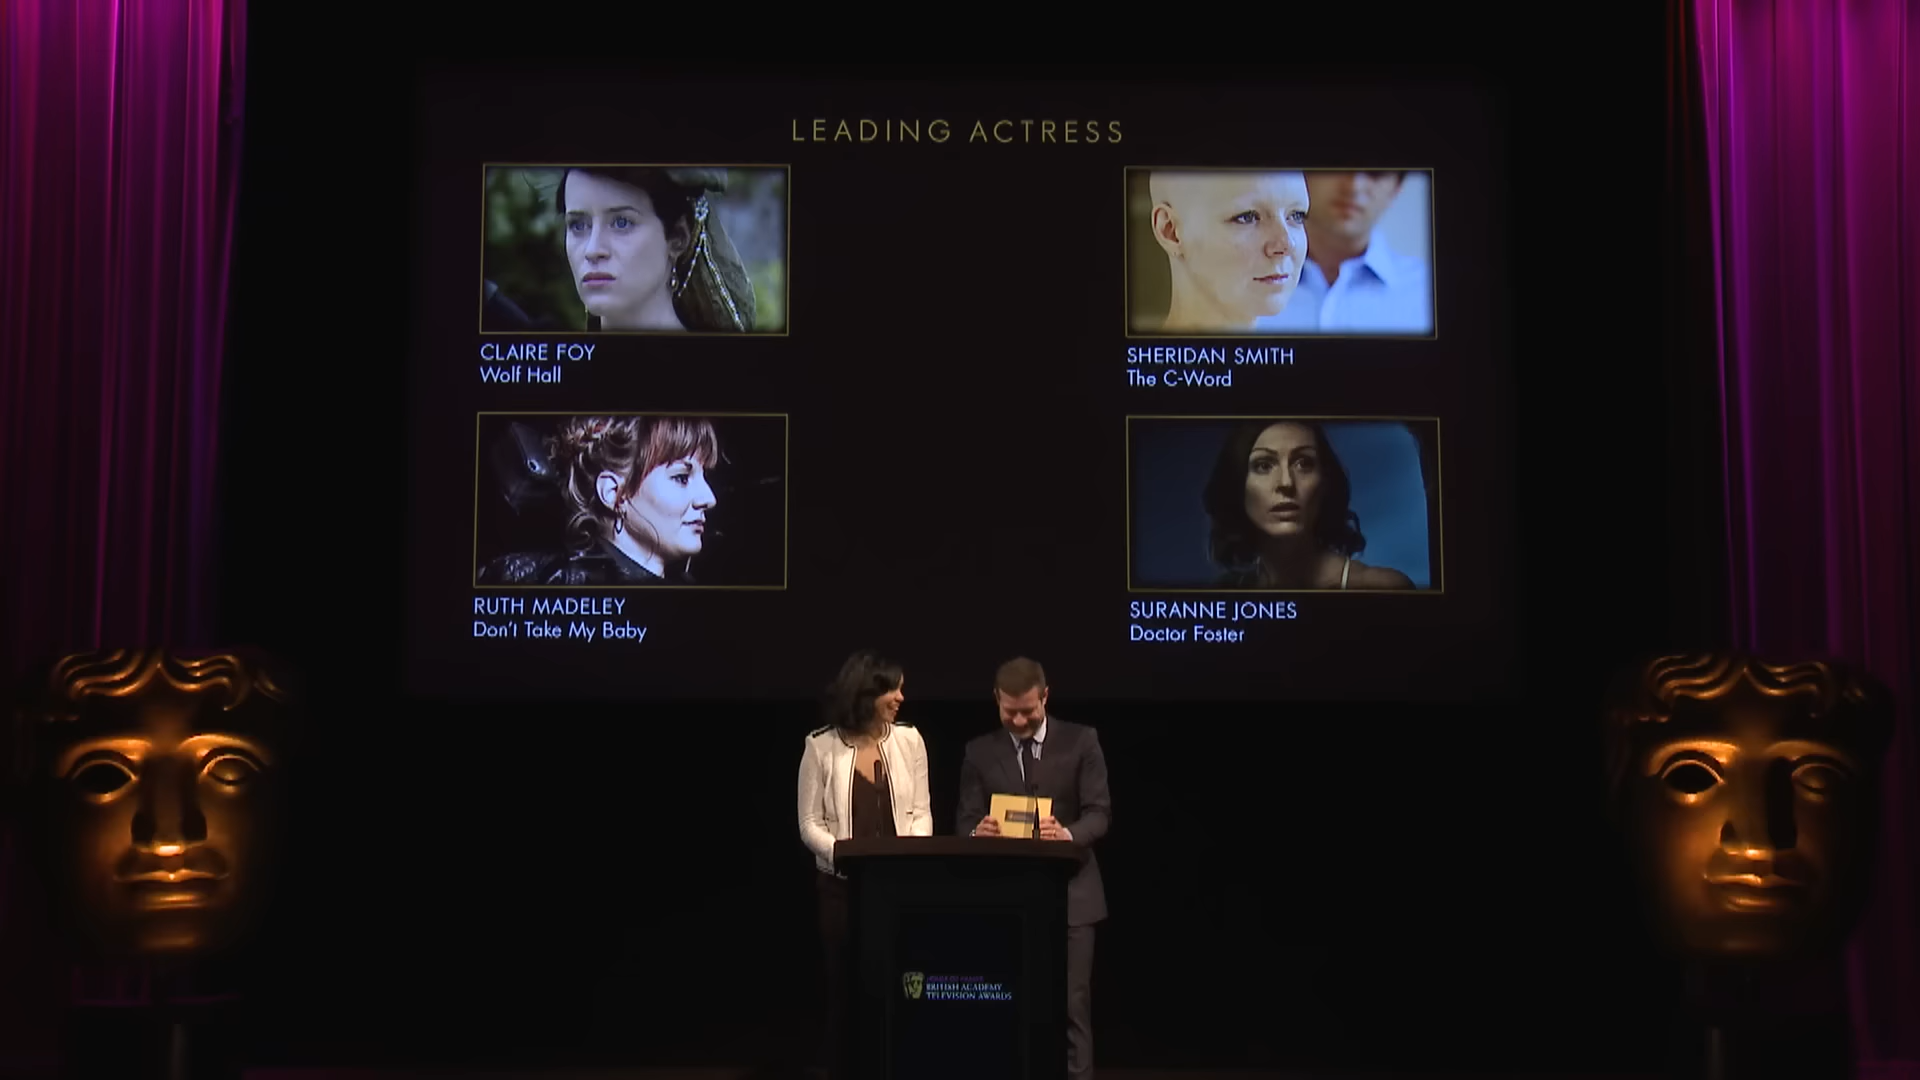 LEADING ACTRESS
CLAIRE FOY
Wolf Hall
SHERIDAN SMITH
The C-Word
RUTH MADELEY
Don't Take My Baby
SURANNE JONES
Doctor Foster
BRITISH ACADEMY
TELEVISION AWARDS